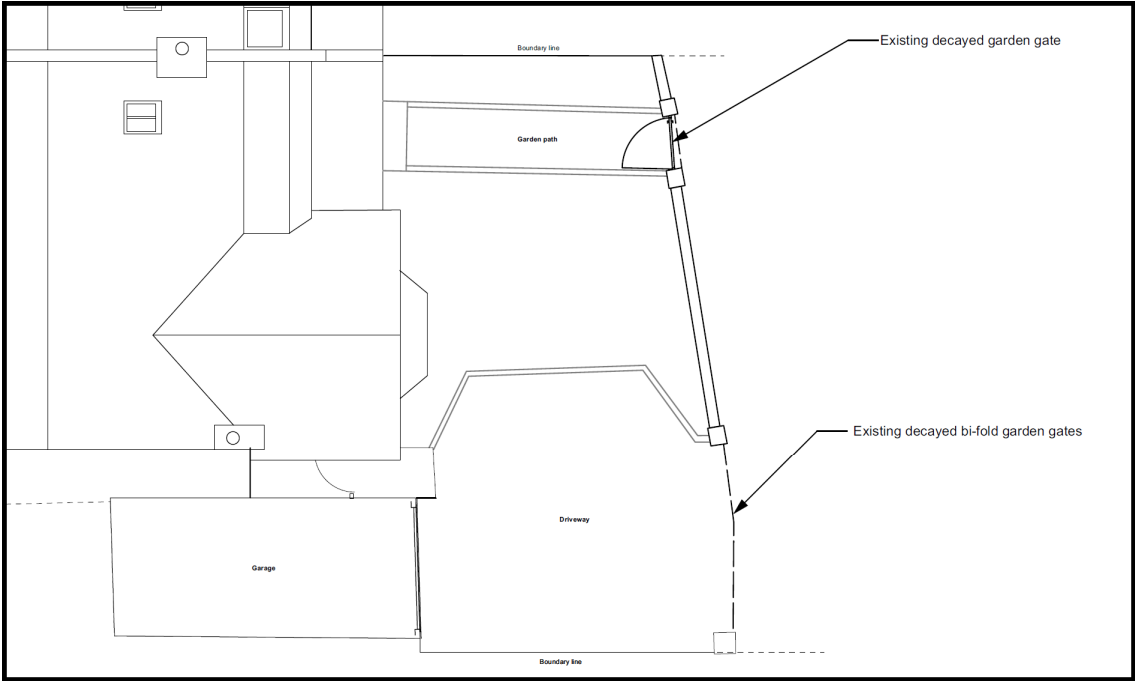 Boundary line
Existing decayed garden gate
Garden path
Existing decayed bi-fold garden gates
Driveway
Garage
Boundary line